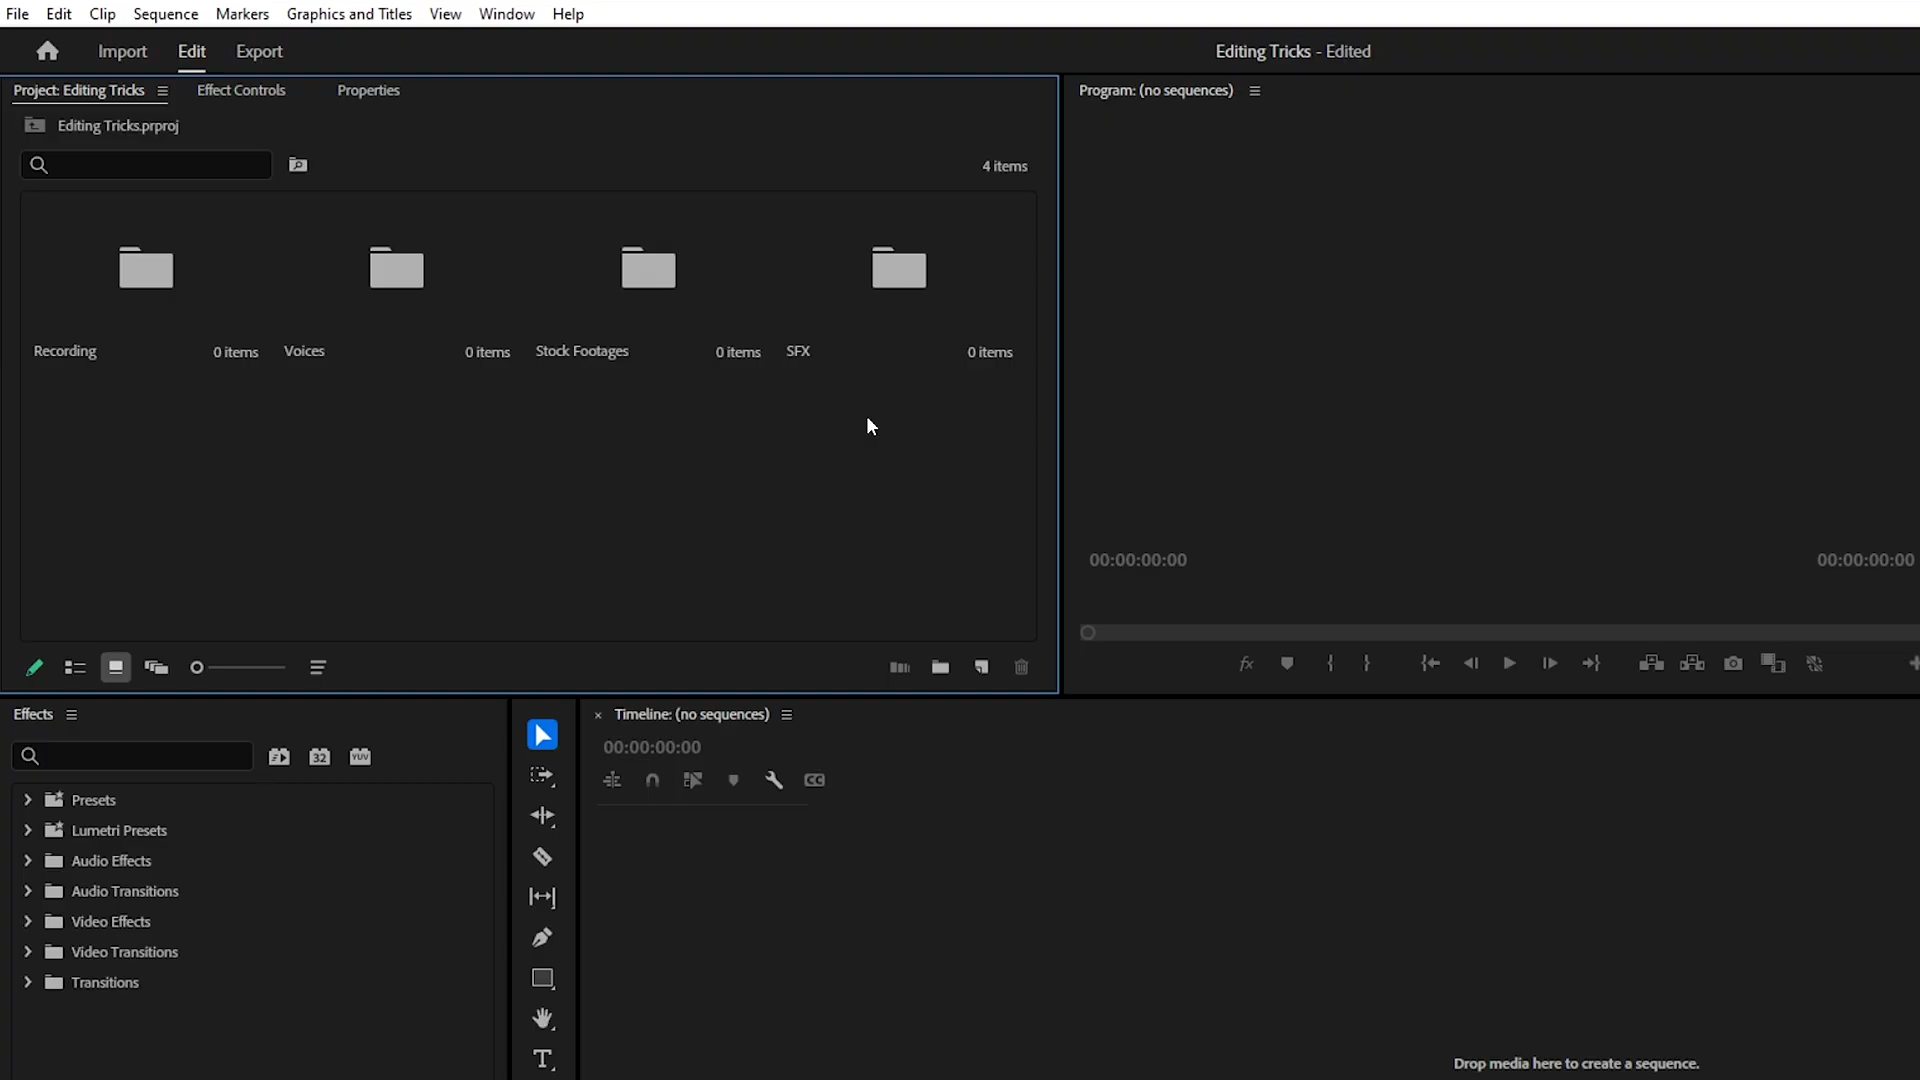 File Edit Clip Sequence Markers Graphics and Titles View Window Help
Import Edit Export Editing Tricks - Edited
Project: Editing Tricks Effect Controls Properties
Editing Tricks.prproj
4 items
Recording 0 items Voices 0 items Stock Footages 0 items SFX 0 items
Program: (no sequences)
00:00:00:00 00:00:00:00
fx
Effects
32 YUV
Presets
Lumetri Presets
Audio Effects
Audio Transitions
Video Effects
Video Transitions
Transitions
T
× Timeline: (no sequences)
00:00:00:00
CC
Drop media here to create a sequence.